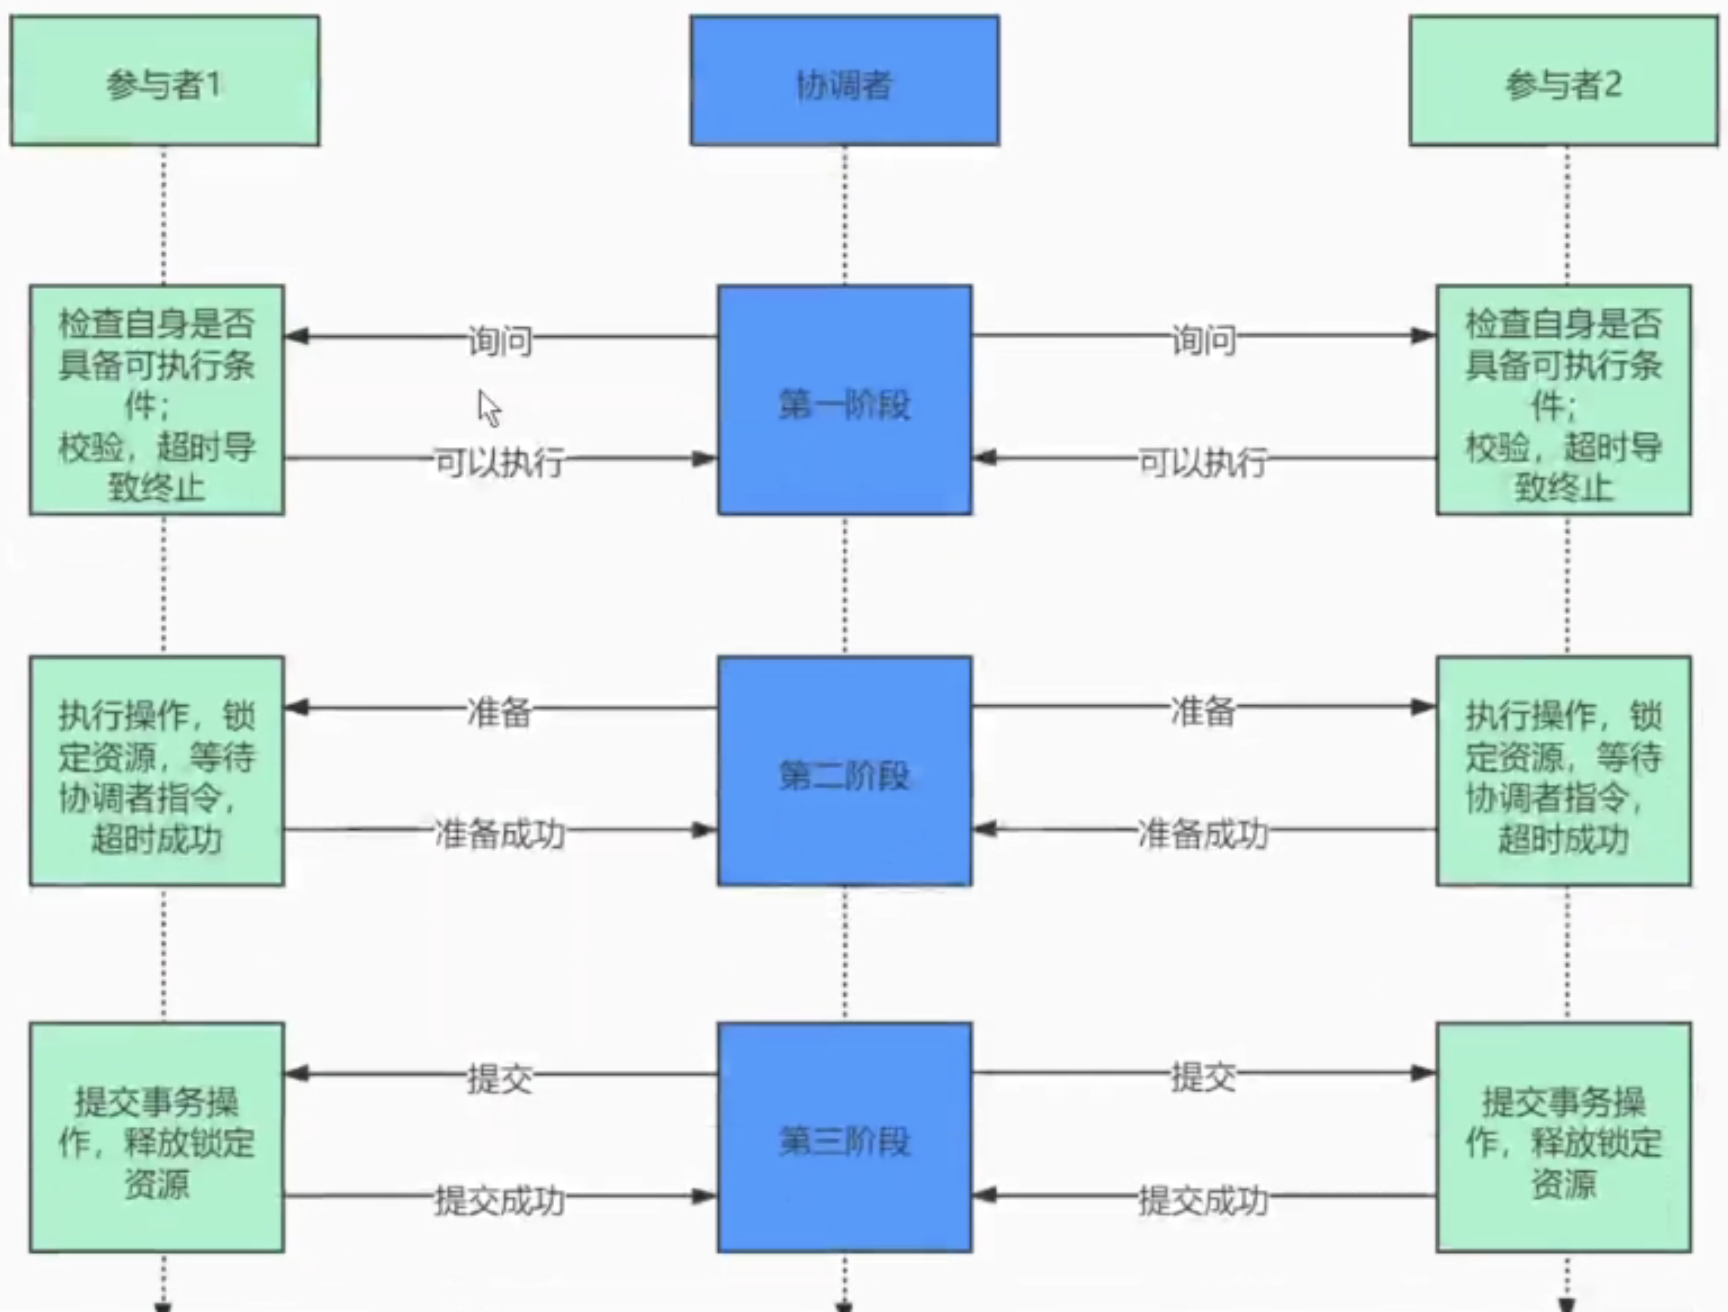 参与者1
协调者
参与者2
检查自身是否
具备可执行条
件；
校验，超时导
致终止
询问
可以执行
第一阶段
询问
可以执行
检查自身是否
具备可执行条
件；
校验，超时导
致终止
执行操作，锁
定资源，等待
协调者指令，
超时成功
准备
准备成功
第二阶段
准备
准备成功
执行操作，锁
定资源，等待
协调者指令，
超时成功
提交事务操
作，释放锁定
资源
提交
提交成功
第三阶段
提交
提交成功
提交事务操
作，释放锁定
资源